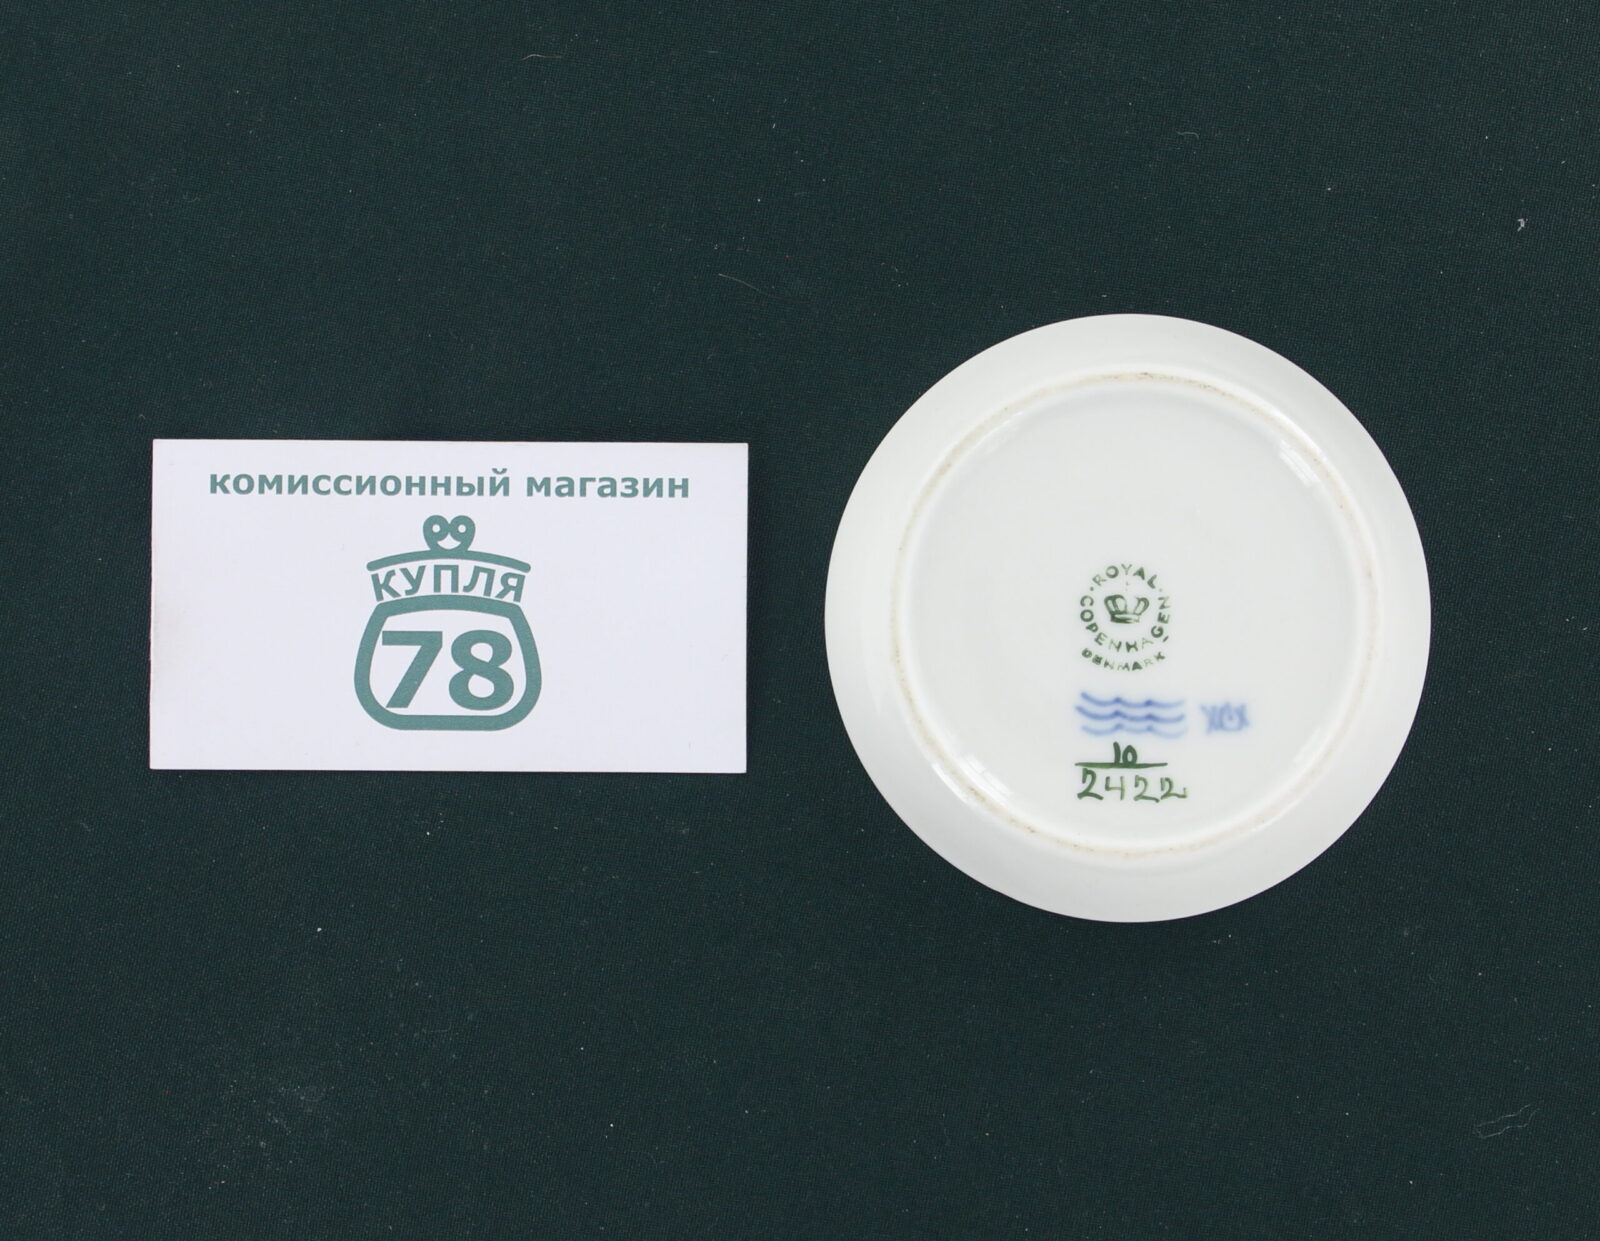 комиссионный магазин
КУПЛЯ
78
ROYAL
COPENHAGEN
DENMARK
10
2422